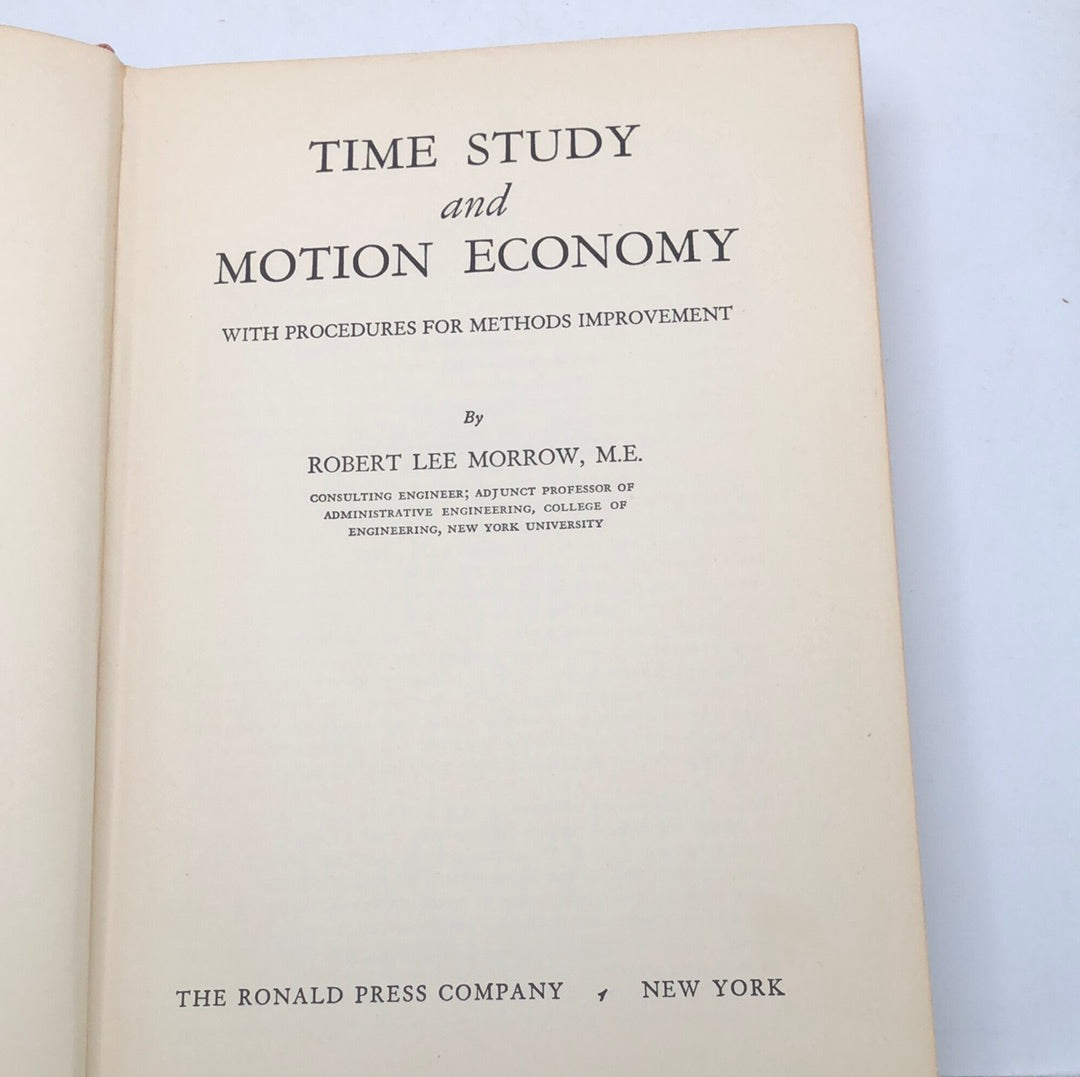 TIME STUDY
and
MOTION ECONOMY
WITH PROCEDURES FOR METHODS IMPROVEMENT
By
ROBERT LEE MORROW, M.E.
CONSULTING ENGINEER; ADJUNCT PROFESSOR OF
ADMINISTRATIVE ENGINEERING, COLLEGE OF
ENGINEERING, NEW YORK UNIVERSITY
THE RONALD PRESS COMPANY , NEW YORK